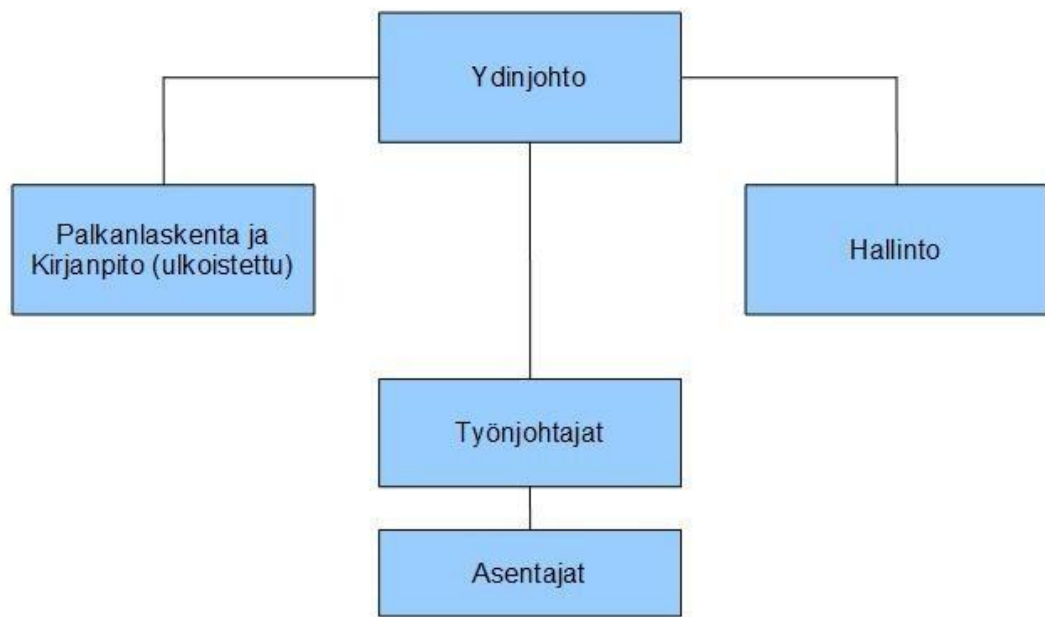 Ydinjohto
Palkanlaskenta ja
Kirjanpito (ulkoistettu)
Hallinto
Työnjohtajat
Asentajat